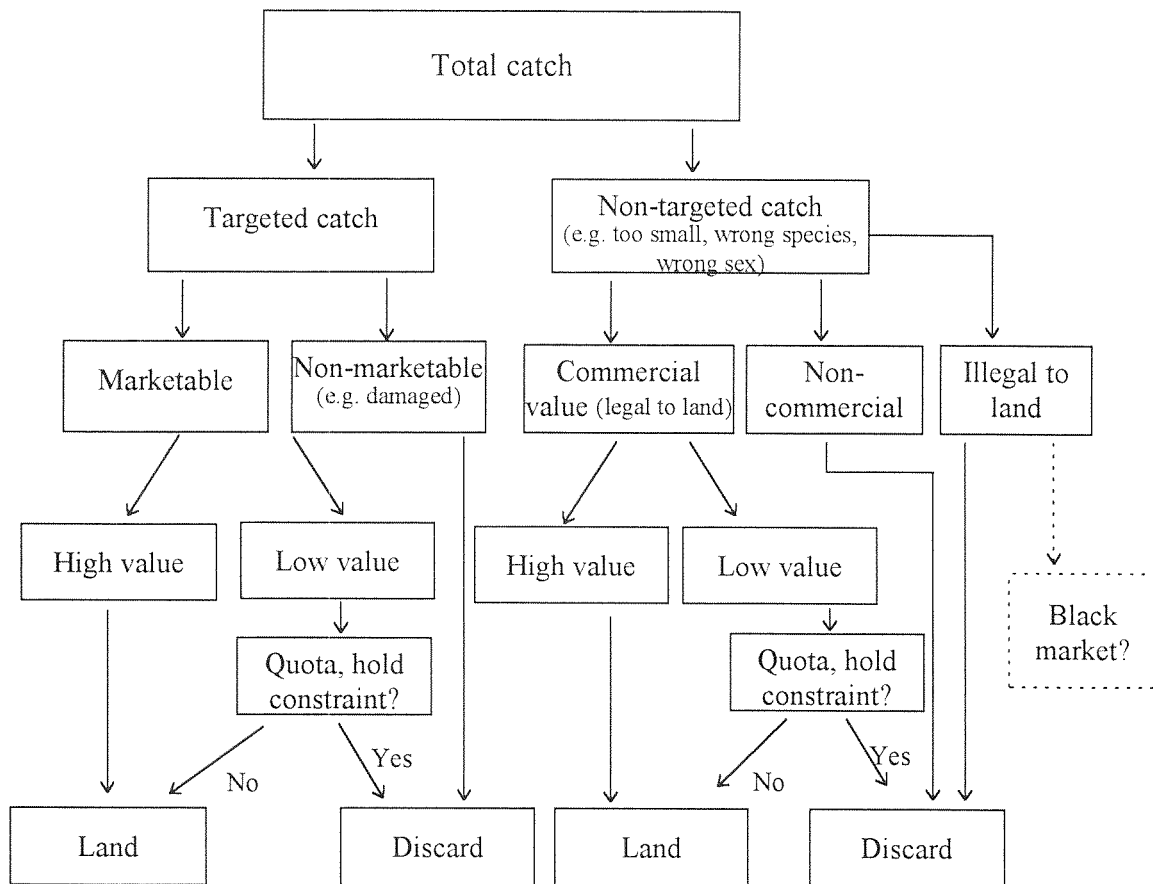 Total catch
Targeted catch
Non-targeted catch
(e.g. too small, wrong species,
wrong sex)
Marketable
Non-marketable
(e.g. damaged)
Commercial
value (legal to land)
Non-
commercial
Illegal to
land
High value
Low value
High value
Low value
Black
market?
Quota, hold
constraint?
Quota, hold
constraint?
No
Yes
No
Yes
Land
Discard
Land
Discard